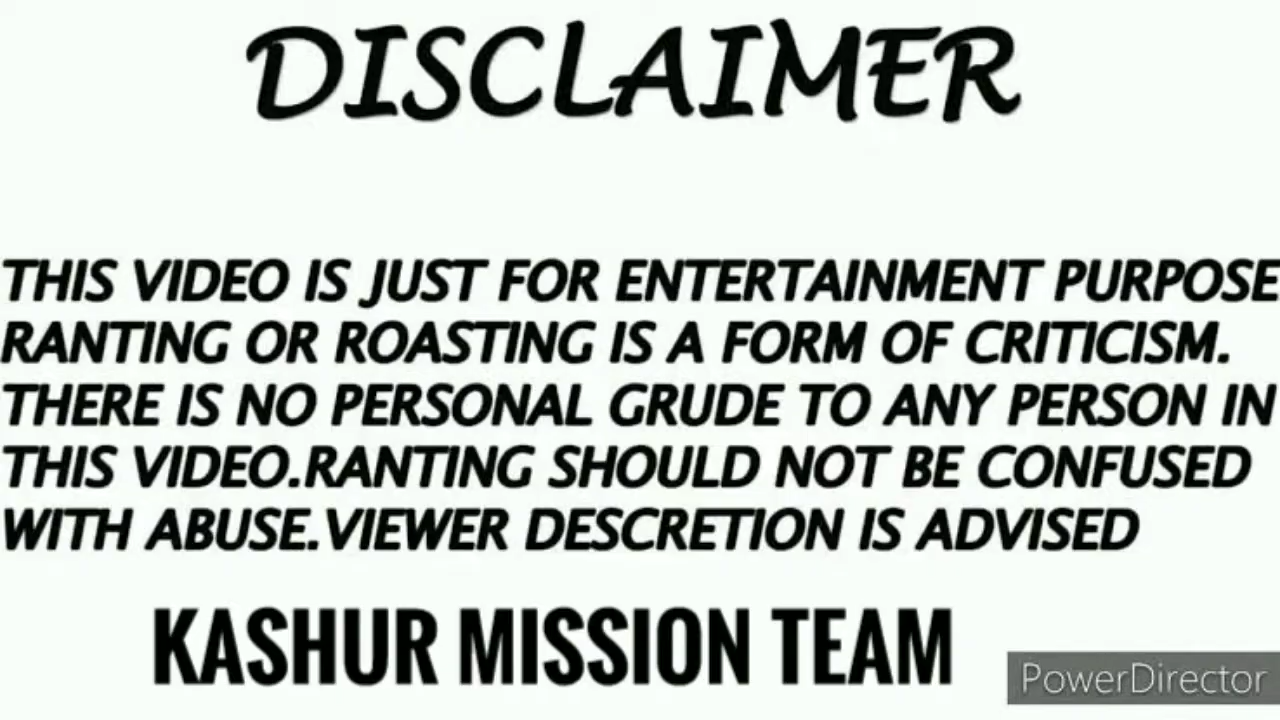 DISCLAIMER
THIS VIDEO IS JUST FOR ENTERTAINMENT PURPOSE
RANTING OR ROASTING IS A FORM OF CRITICISM.
THERE IS NO PERSONAL GRUDE TO ANY PERSON IN
THIS VIDEO.RANTING SHOULD NOT BE CONFUSED
WITH ABUSE.VIEWER DESCRETION IS ADVISED
KASHUR MISSION TEAM
PowerDirector